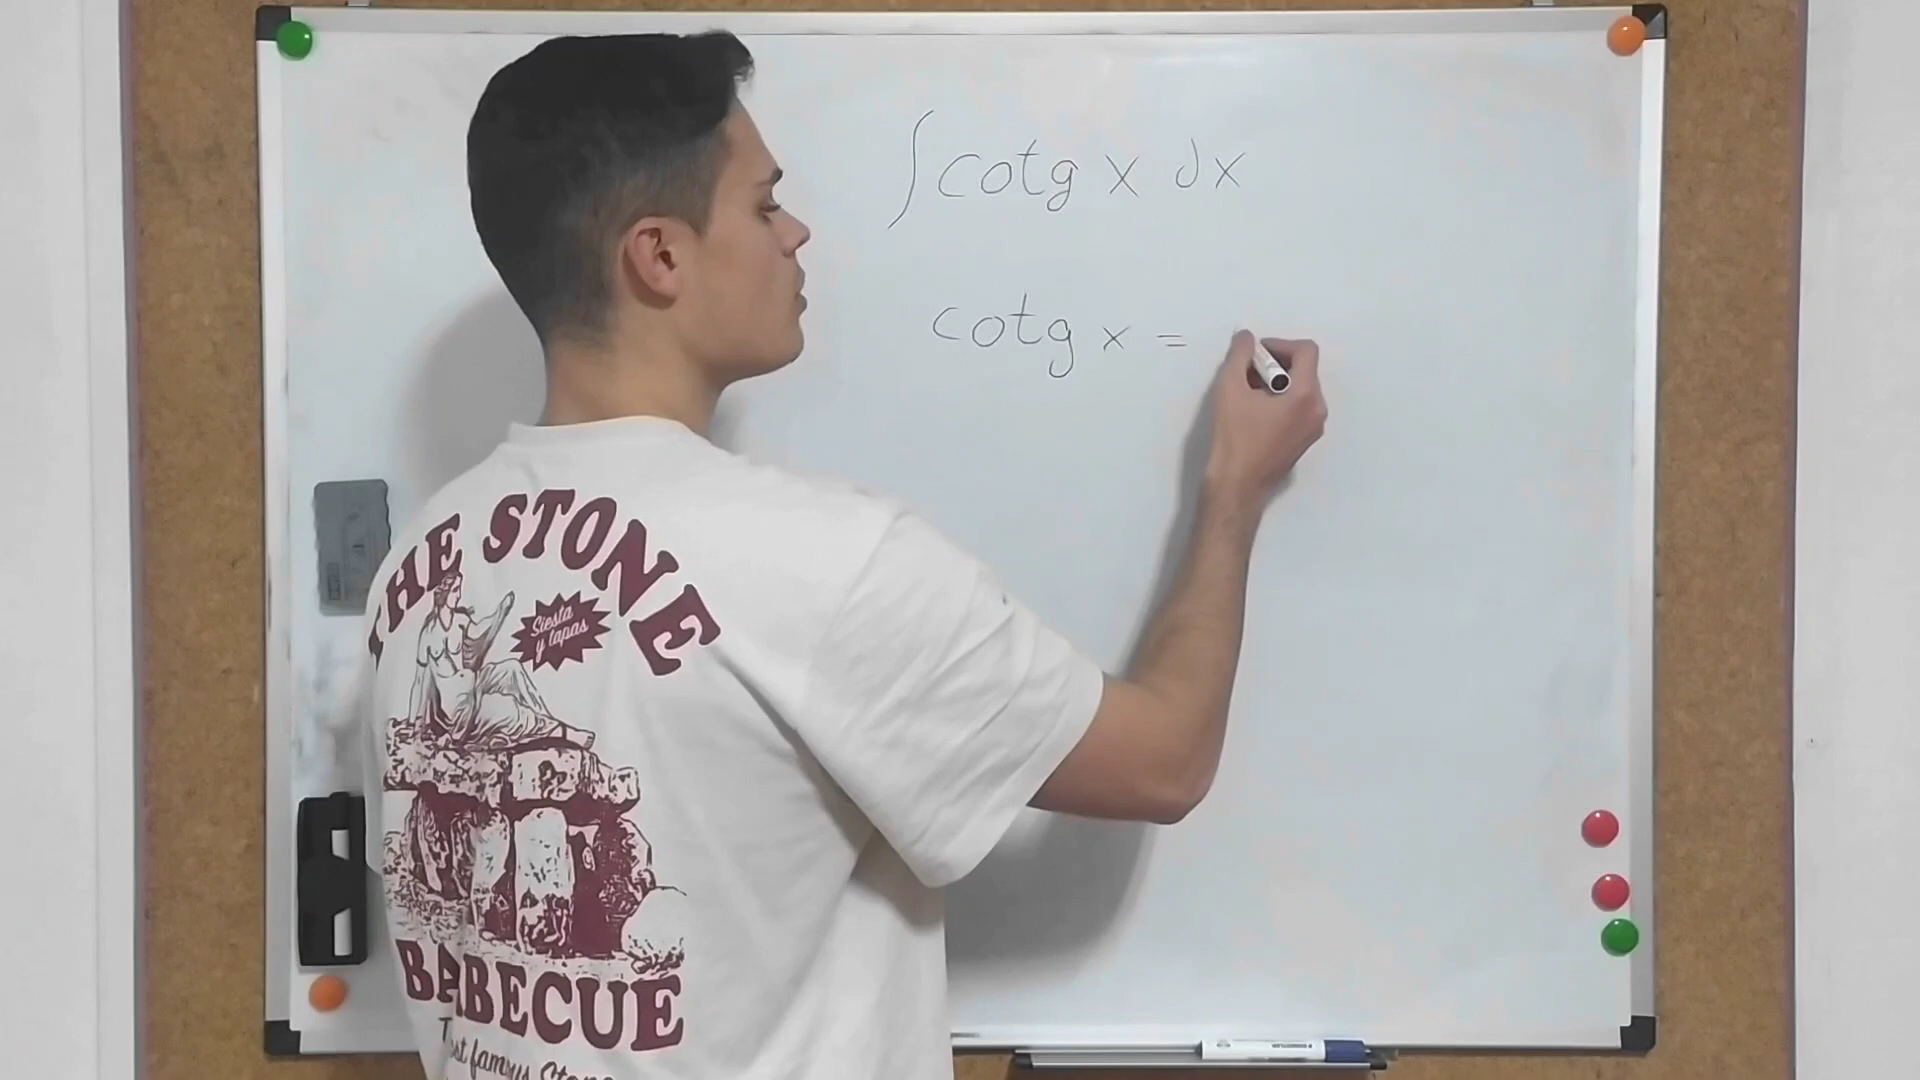 ∫ cotg x dx
cotg x =
THE STONE
Siesta
y tapas
BARBECUE